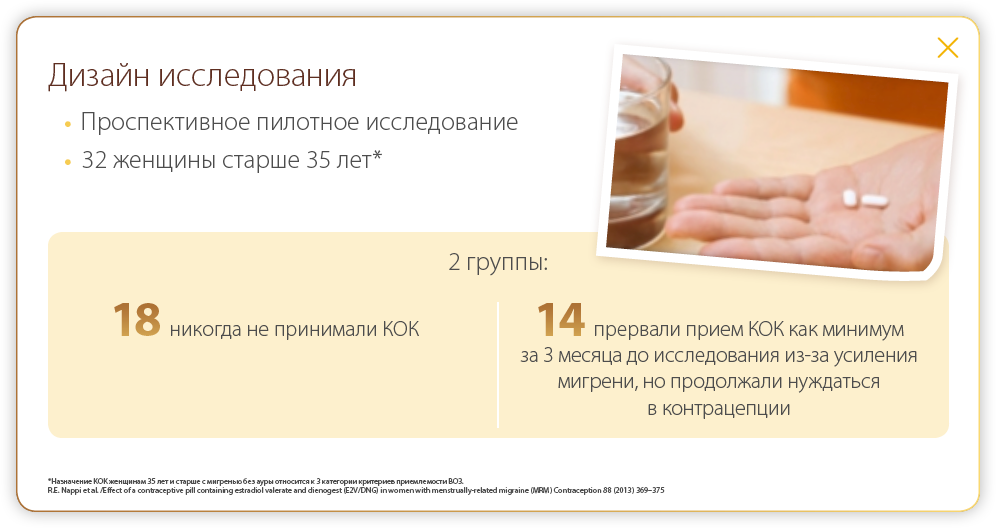 Дизайн исследования
• Проспективное пилотное исследование
• 32 женщины старше 35 лет*
2 группы:
18 никогда не принимали КОК
14 прервали прием КОК как минимум
за 3 месяца до исследования из-за усиления
мигрени, но продолжали нуждаться
в контрацепции
*Назначение КОК женщинам 35 лет и старше с мигренью без ауры относится к 3 категории критериев приемлемости ВОЗ.
R.E. Nappi et al. /Effect of a contraceptive pill containing estradiol valerate and dienogest (E2V/DNG) in women with menstrually-related migraine (MRM) Contraception 88 (2013) 369–375